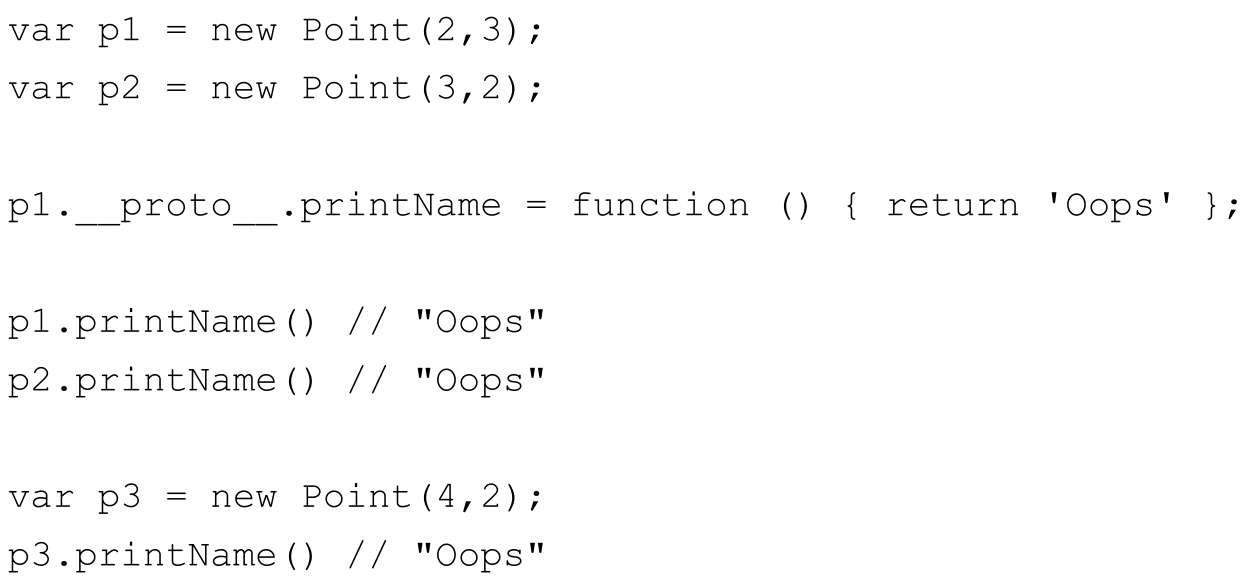 var p1 = new Point(2,3);
var p2 = new Point(3,2);
p1.__proto__.printName = function () { return 'Oops' };
p1.printName() // "Oops"
p2.printName() // "Oops"
var p3 = new Point(4,2);
p3.printName() // "Oops"